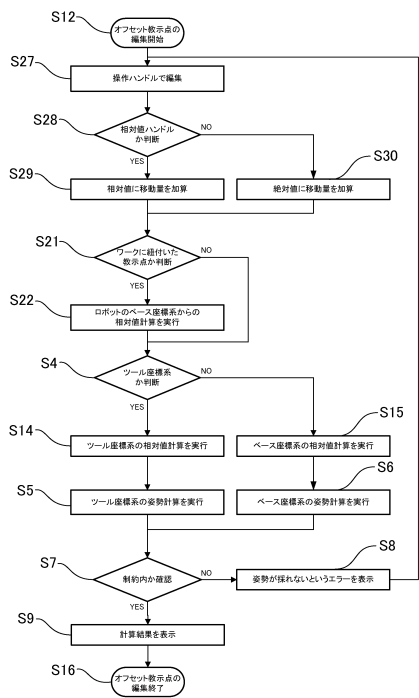 S12
オフセット教示点の
編集開始
S27
操作ハンドルで編集
S28
相対値ハンドル
か判断
NO
YES
S29
相対値に移動量を加算
S30
絶対値に移動量を加算
S21
ワークに紐付いた
教示点か判断
NO
YES
S22
ロボットのベース座標系からの
相対値計算を実行
S4
ツール座標系
か判断
NO
YES
S14
ツール座標系の相対値計算を実行
S15
ベース座標系の相対値計算を実行
S5
ツール座標系の姿勢計算を実行
S6
ベース座標系の姿勢計算を実行
S7
制約内か確認
NO
YES
S8
姿勢が採れないというエラーを表示
S9
計算結果を表示
S16
オフセット教示点の
編集終了